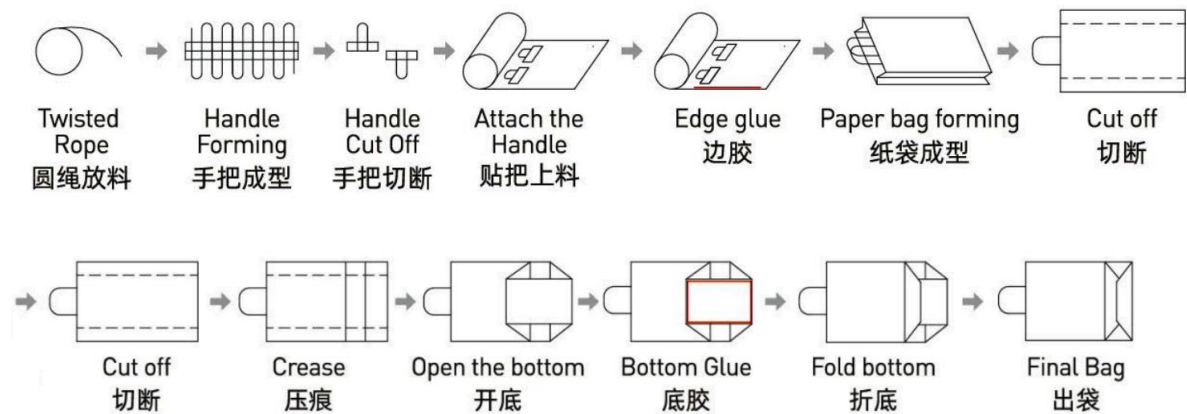 Twisted
Rope
圆绳放料
Handle
Forming
手把成型
Handle
Cut Off
手把切断
Attach the
Handle
贴把上料
Edge glue
边胶
Paper bag forming
纸袋成型
Cut off
切断
Cut off
切断
Crease
压痕
Open the bottom
开底
Bottom Glue
底胶
Fold bottom
折底
Final Bag
出袋